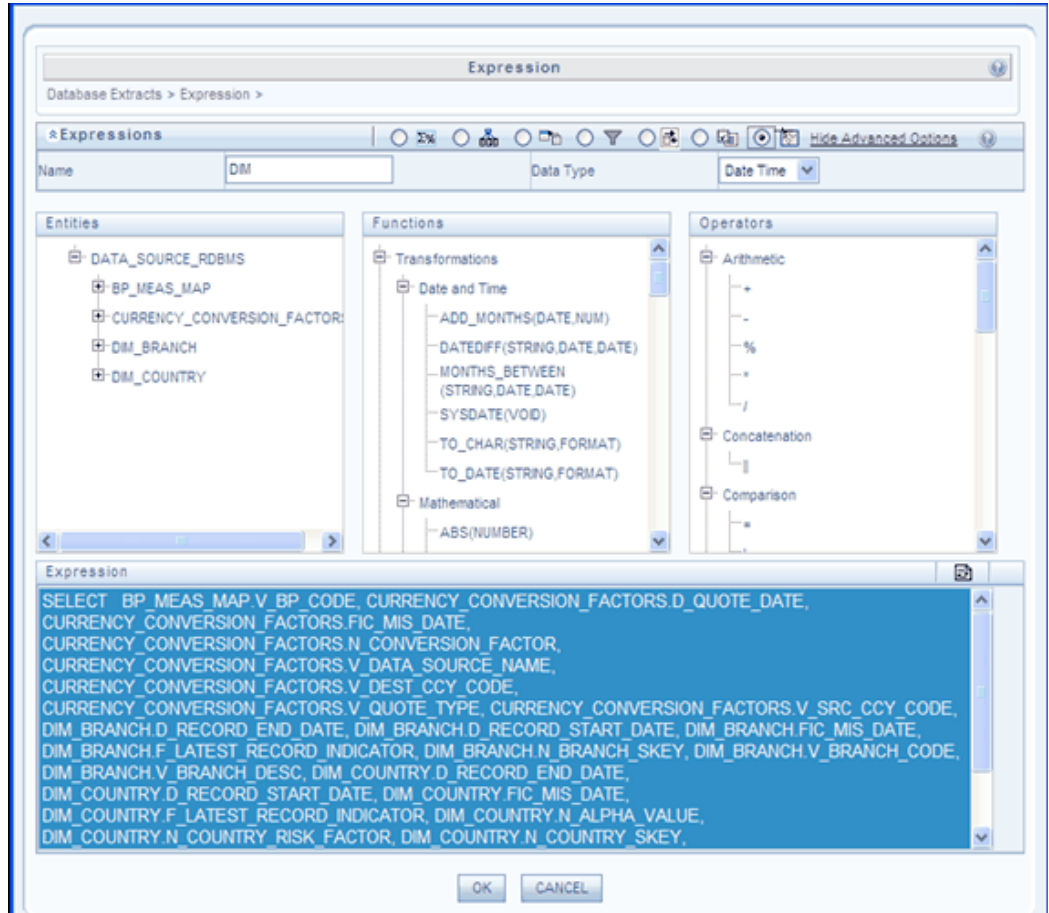 Expression
Database Extracts > Expression >
Expressions
Hide Advanced Options
Name
DIM
Data Type
Date Time
Entities
Functions
Operators
DATA_SOURCE_RDBMS
BP_MEAS_MAP
CURRENCY_CONVERSION_FACTORS
DIM_BRANCH
DIM_COUNTRY
Transformations
Date and Time
ADD_MONTHS(DATE,NUM)
DATEDIFF(STRING,DATE,DATE)
MONTHS_BETWEEN
(STRING,DATE,DATE)
SYSDATE(VOID)
TO_CHAR(STRING,FORMAT)
TO_DATE(STRING,FORMAT)
Mathematical
ABS(NUMBER)
Arithmetic
+
-
%
*
/
Concatenation
||
Comparison
=
Expression
SELECT BP_MEAS_MAP.V_BP_CODE, CURRENCY_CONVERSION_FACTORS.D_QUOTE_DATE,
CURRENCY_CONVERSION_FACTORS.FIC_MIS_DATE,
CURRENCY_CONVERSION_FACTORS.N_CONVERSION_FACTOR,
CURRENCY_CONVERSION_FACTORS.V_DATA_SOURCE_NAME,
CURRENCY_CONVERSION_FACTORS.V_DEST_CCY_CODE,
CURRENCY_CONVERSION_FACTORS.V_QUOTE_TYPE, CURRENCY_CONVERSION_FACTORS.V_SRC_CCY_CODE,
DIM_BRANCH.D_RECORD_END_DATE, DIM_BRANCH.D_RECORD_START_DATE, DIM_BRANCH.FIC_MIS_DATE,
DIM_BRANCH.F_LATEST_RECORD_INDICATOR, DIM_BRANCH.N_BRANCH_SKEY, DIM_BRANCH.V_BRANCH_CODE,
DIM_BRANCH.V_BRANCH_DESC, DIM_COUNTRY.D_RECORD_END_DATE,
DIM_COUNTRY.D_RECORD_START_DATE, DIM_COUNTRY.FIC_MIS_DATE,
DIM_COUNTRY.F_LATEST_RECORD_INDICATOR, DIM_COUNTRY.N_ALPHA_VALUE,
DIM_COUNTRY.N_COUNTRY_RISK_FACTOR, DIM_COUNTRY.N_COUNTRY_SKEY,
OK
CANCEL